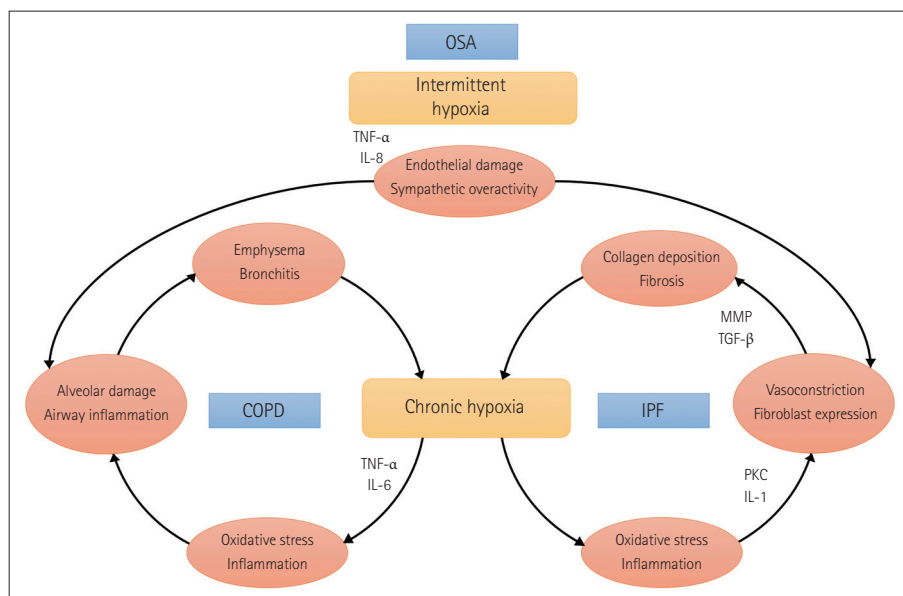 OSA
Intermittent
hypoxia
TNF-α
IL-8
Endothelial damage
Sympathetic overactivity
Emphysema
Bronchitis
Collagen deposition
Fibrosis
MMP
TGF-β
Alveolar damage
Airway inflammation
COPD
Chronic hypoxia
IPF
Vasoconstriction
Fibroblast expression
TNF-α
IL-6
PKC
IL-1
Oxidative stress
Inflammation
Oxidative stress
Inflammation